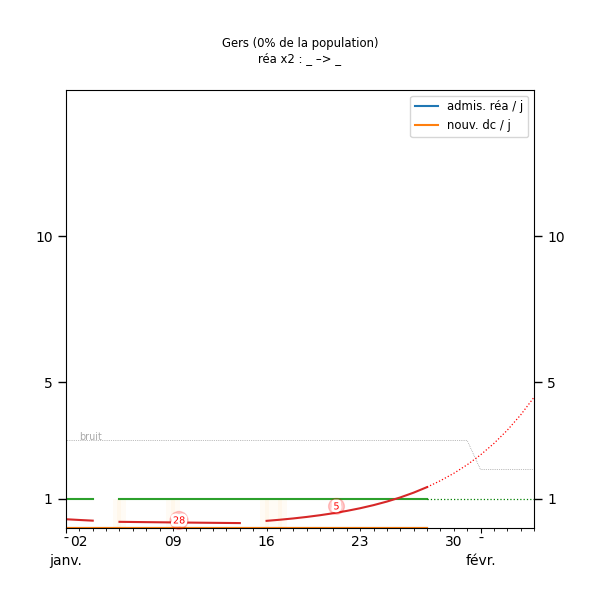 Gers (0% de la population)
réa x2 : _ –> _
admis. réa / j
nouv. dc / j
10
10
5
5
bruit
1
1
28
5
02
09
16
23
30
janv.
févr.